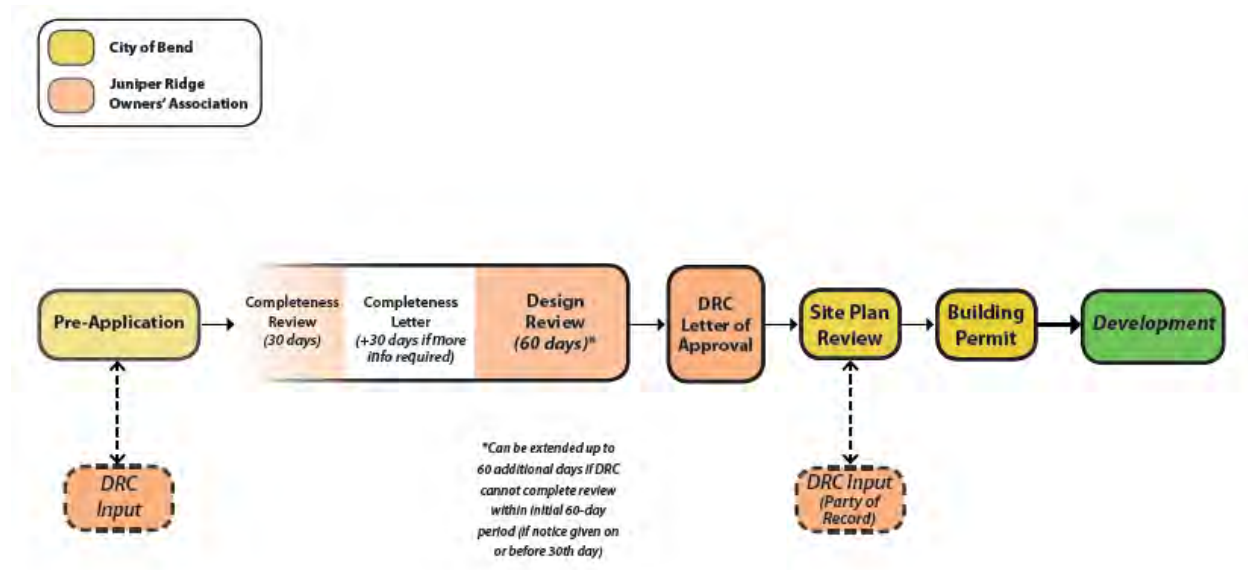 City of Bend
Juniper Ridge
Owners' Association
Pre-Application
Completeness
Review
(30 days)
Completeness
Letter
(+30 days if more
info required)
Design
Review
(60 days)*
DRC
Letter of
Approval
Site Plan
Review
Building
Permit
Development
DRC
Input
*Can be extended up to
60 additional days if DRC
cannot complete review
within initial 60-day
period (if notice given on
or before 30th day)
DRC Input
(Party of
Record)